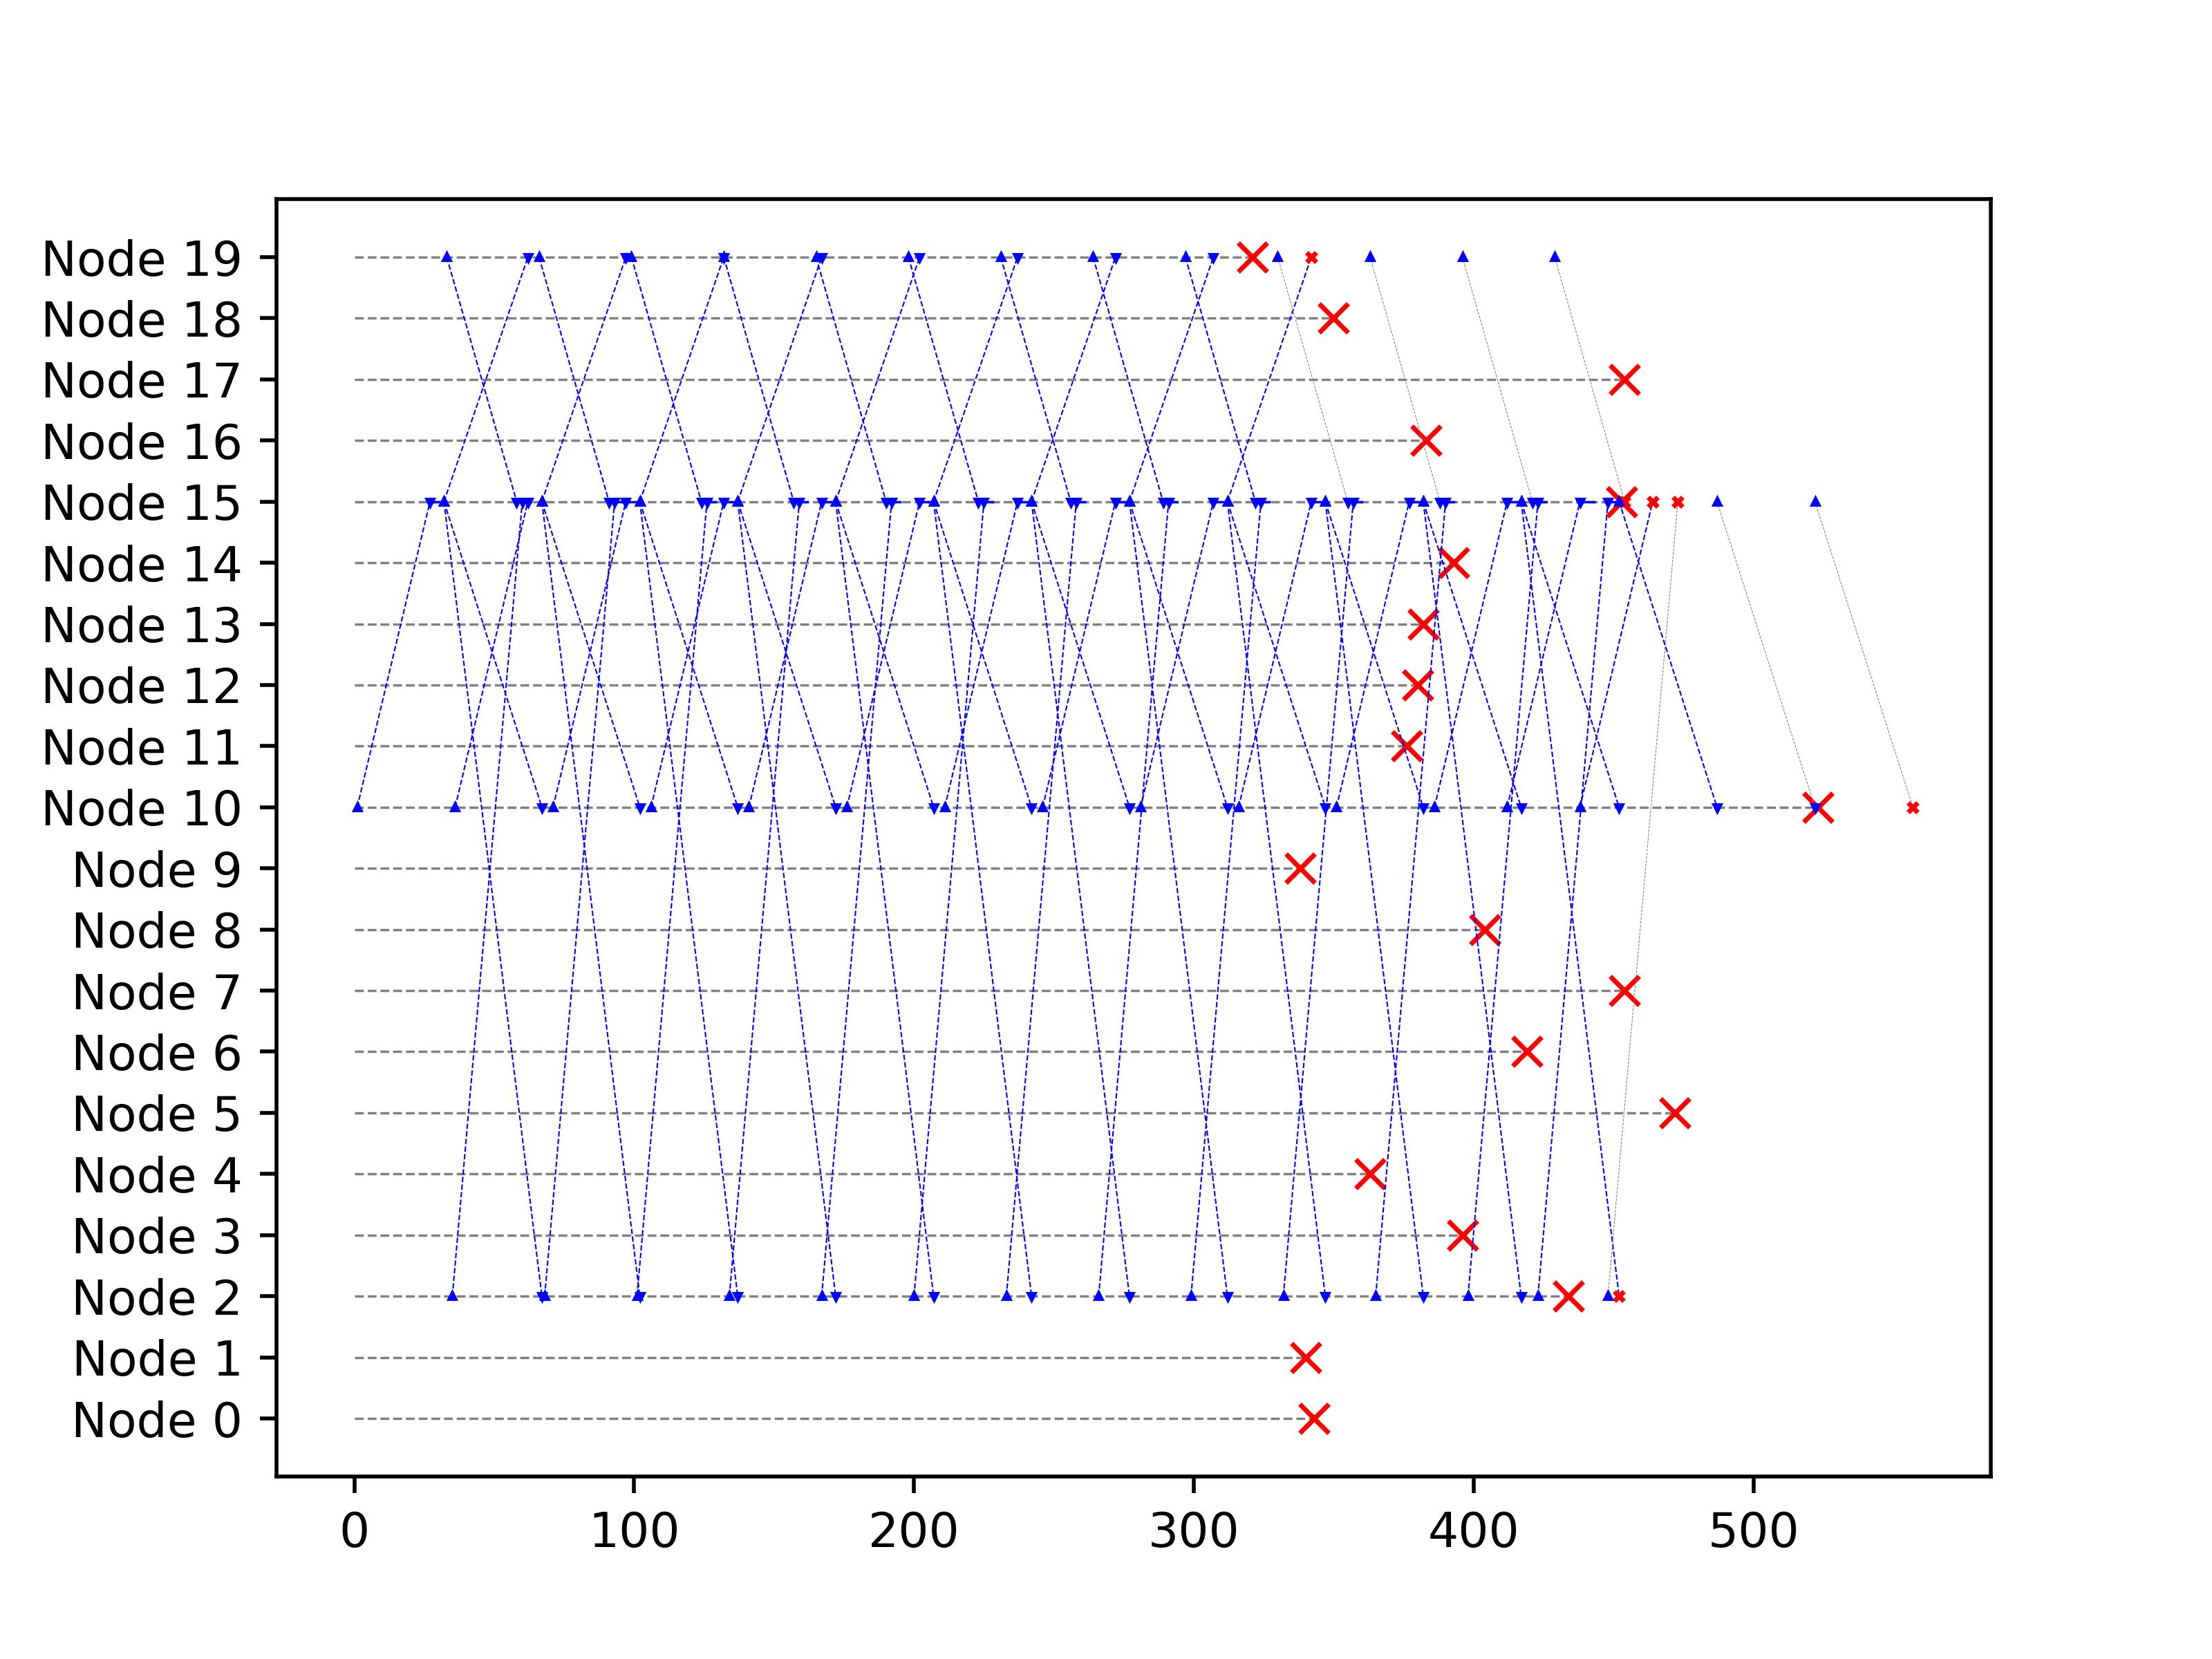 Node 19
Node 18
Node 17
Node 16
Node 15
Node 14
Node 13
Node 12
Node 11
Node 10
Node 9
Node 8
Node 7
Node 6
Node 5
Node 4
Node 3
Node 2
Node 1
Node 0
0 100 200 300 400 500